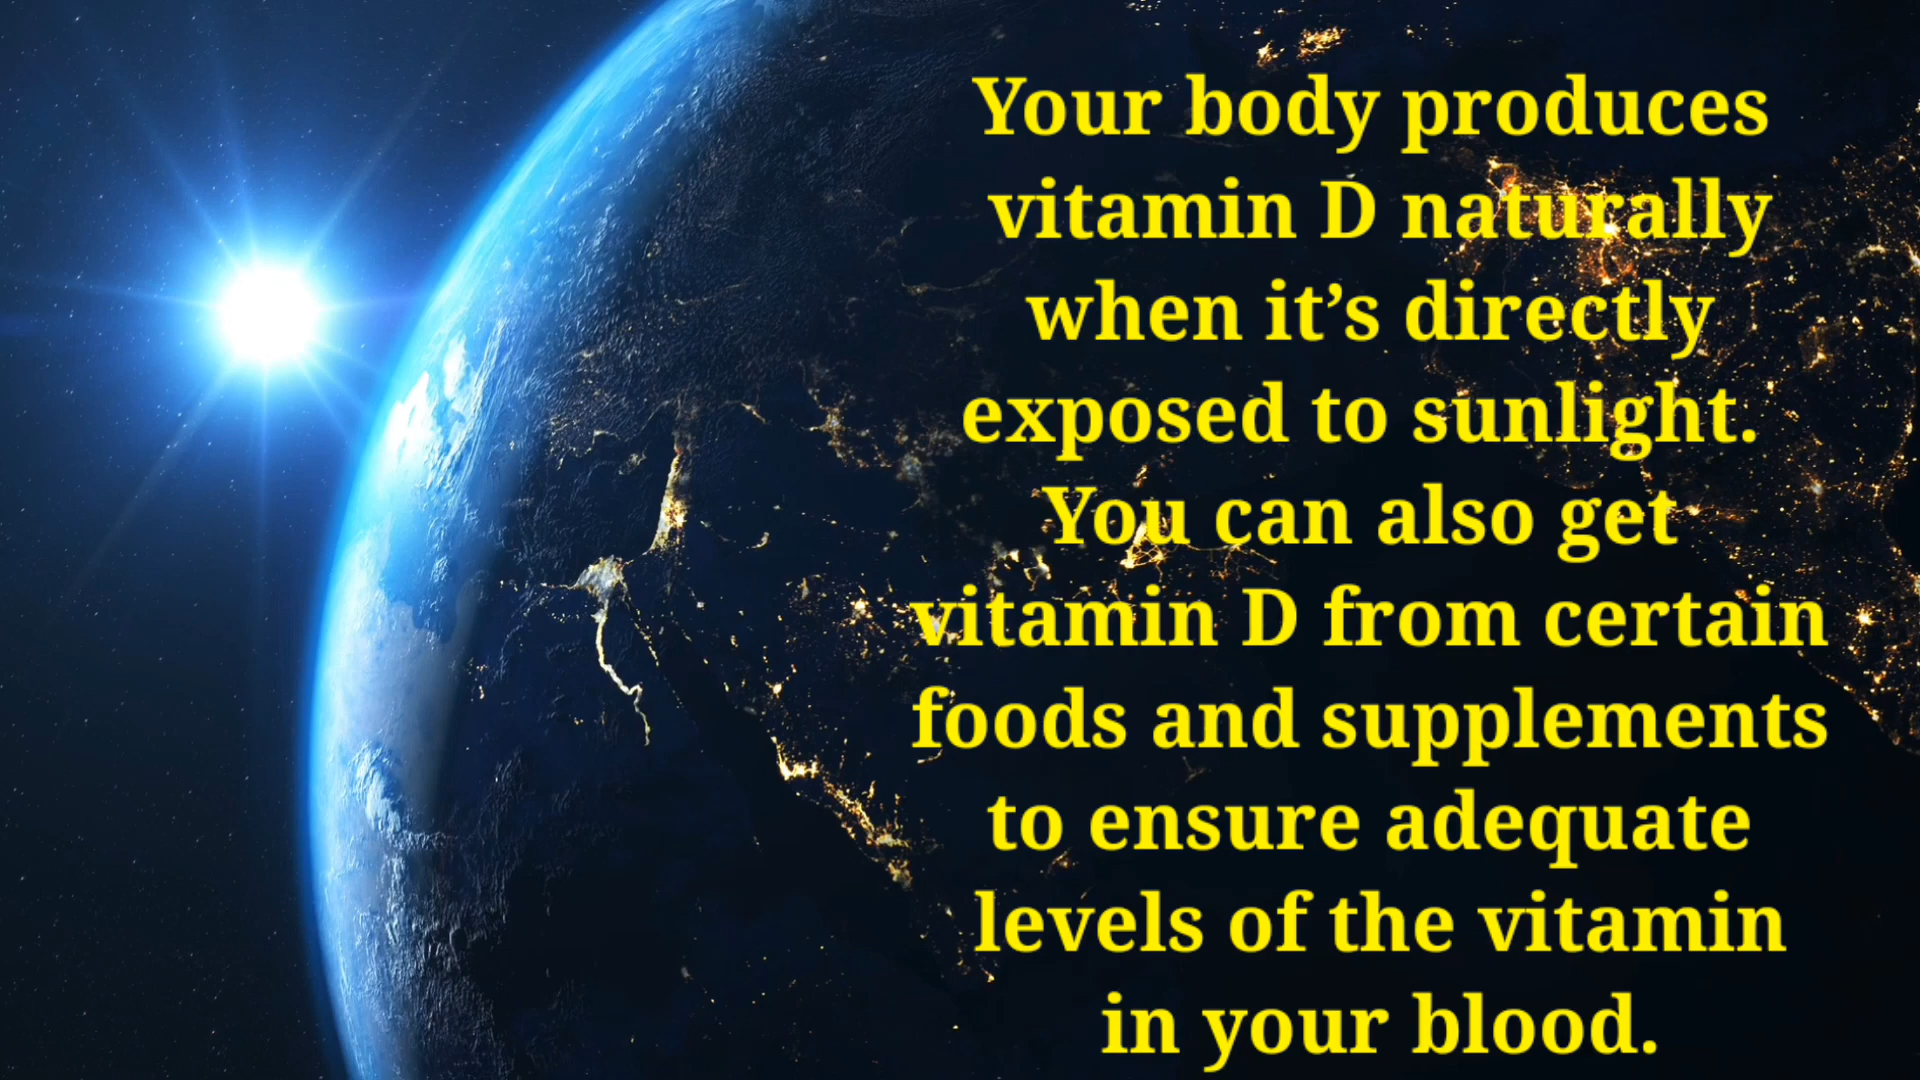 Your body produces
vitamin D naturally
when it’s directly
exposed to sunlight.
You can also get
vitamin D from certain
foods and supplements
to ensure adequate
levels of the vitamin
in your blood.